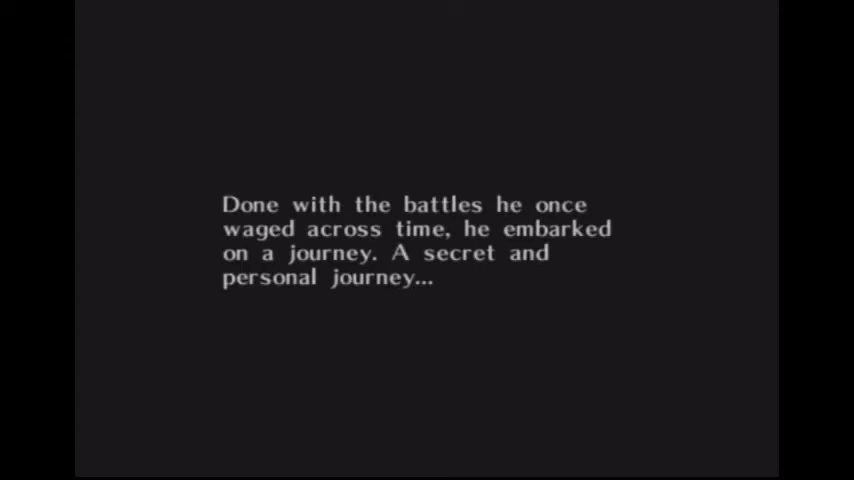 Done with the battles he once
waged across time, he embarked
on a journey. A secret and
personal journey...